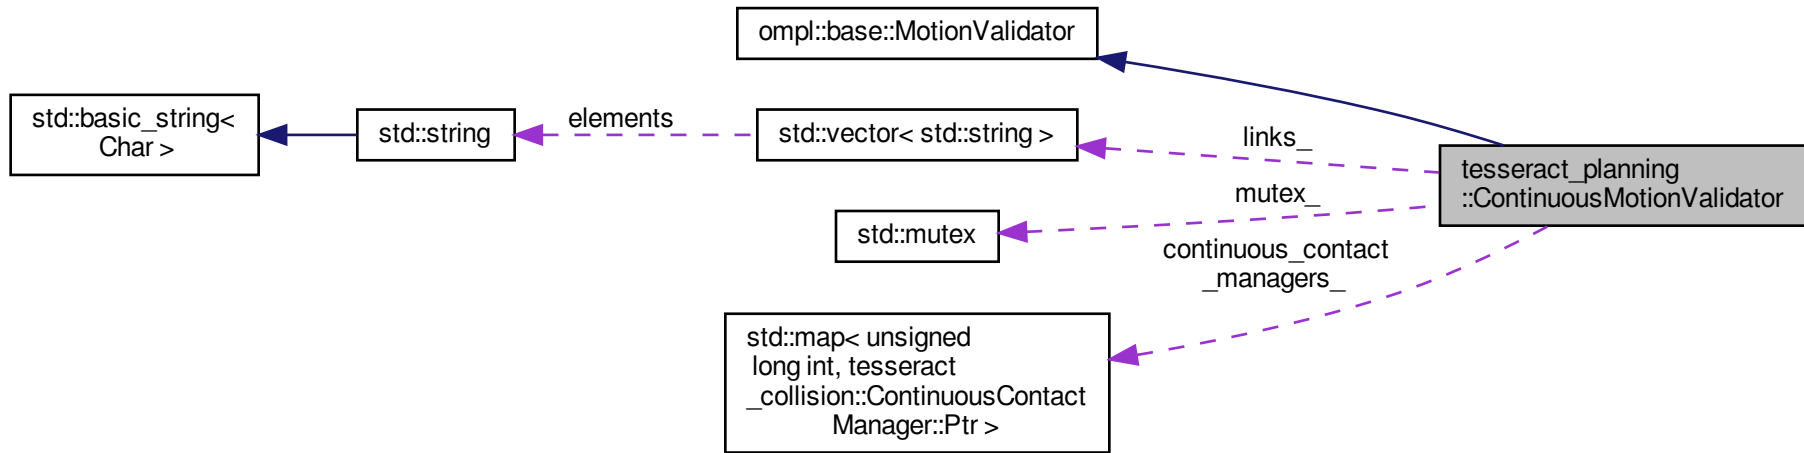 ompl::base::MotionValidator
std::basic_string<
Char >
std::string
elements
std::vector< std::string >
links_
tesseract_planning
::ContinuousMotionValidator
mutex_
std::mutex
continuous_contact
_managers_
std::map< unsigned
long int, tesseract
_collision::ContinuousContact
Manager::Ptr >